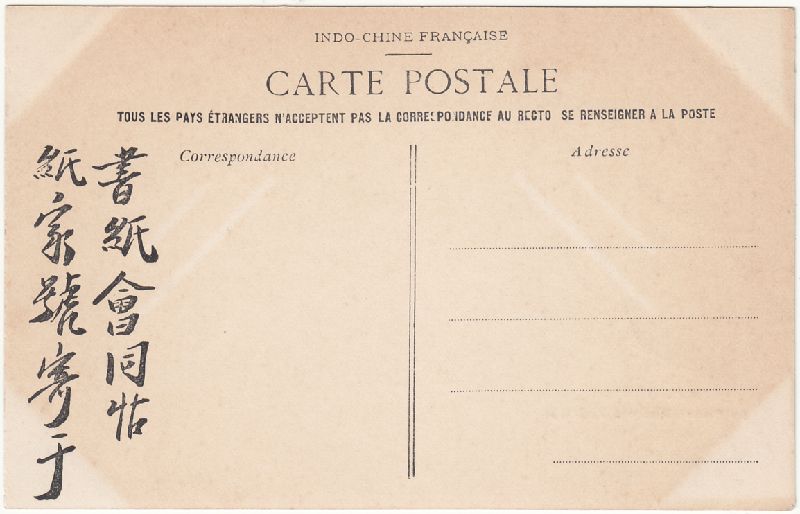 INDO-CHINE FRANÇAISE
CARTE POSTALE
TOUS LES PAYS ÉTRANGERS N'ACCEPTENT PAS LA CORRESPONDANCE AU RECTO SE RENSEIGNER A LA POSTE
Correspondance
Adresse
書紙會同帖
紙家號寄于